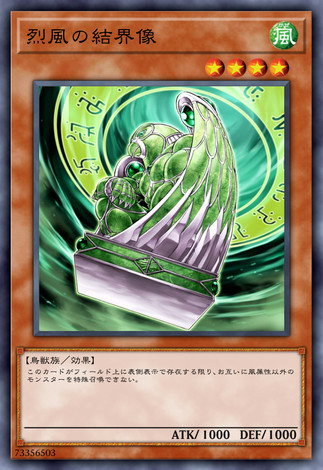 烈風の結界像
風
【鳥獣族／効果】
このカードがフィールド上に表側表示で存在する限り、お互いに風属性以外の
モンスターを特殊召喚できない。
ATK/ 1000 DEF/ 1000
73356503